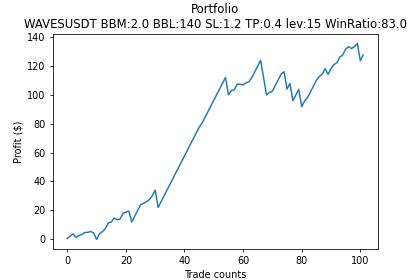 Portfolio
WAVESUSDT BBM:2.0 BBL:140 SL:1.2 TP:0.4 lev:15 WinRatio:83.0
140
120
100
80
60
40
20
0
Profit ($)
0 20 40 60 80 100
Trade counts